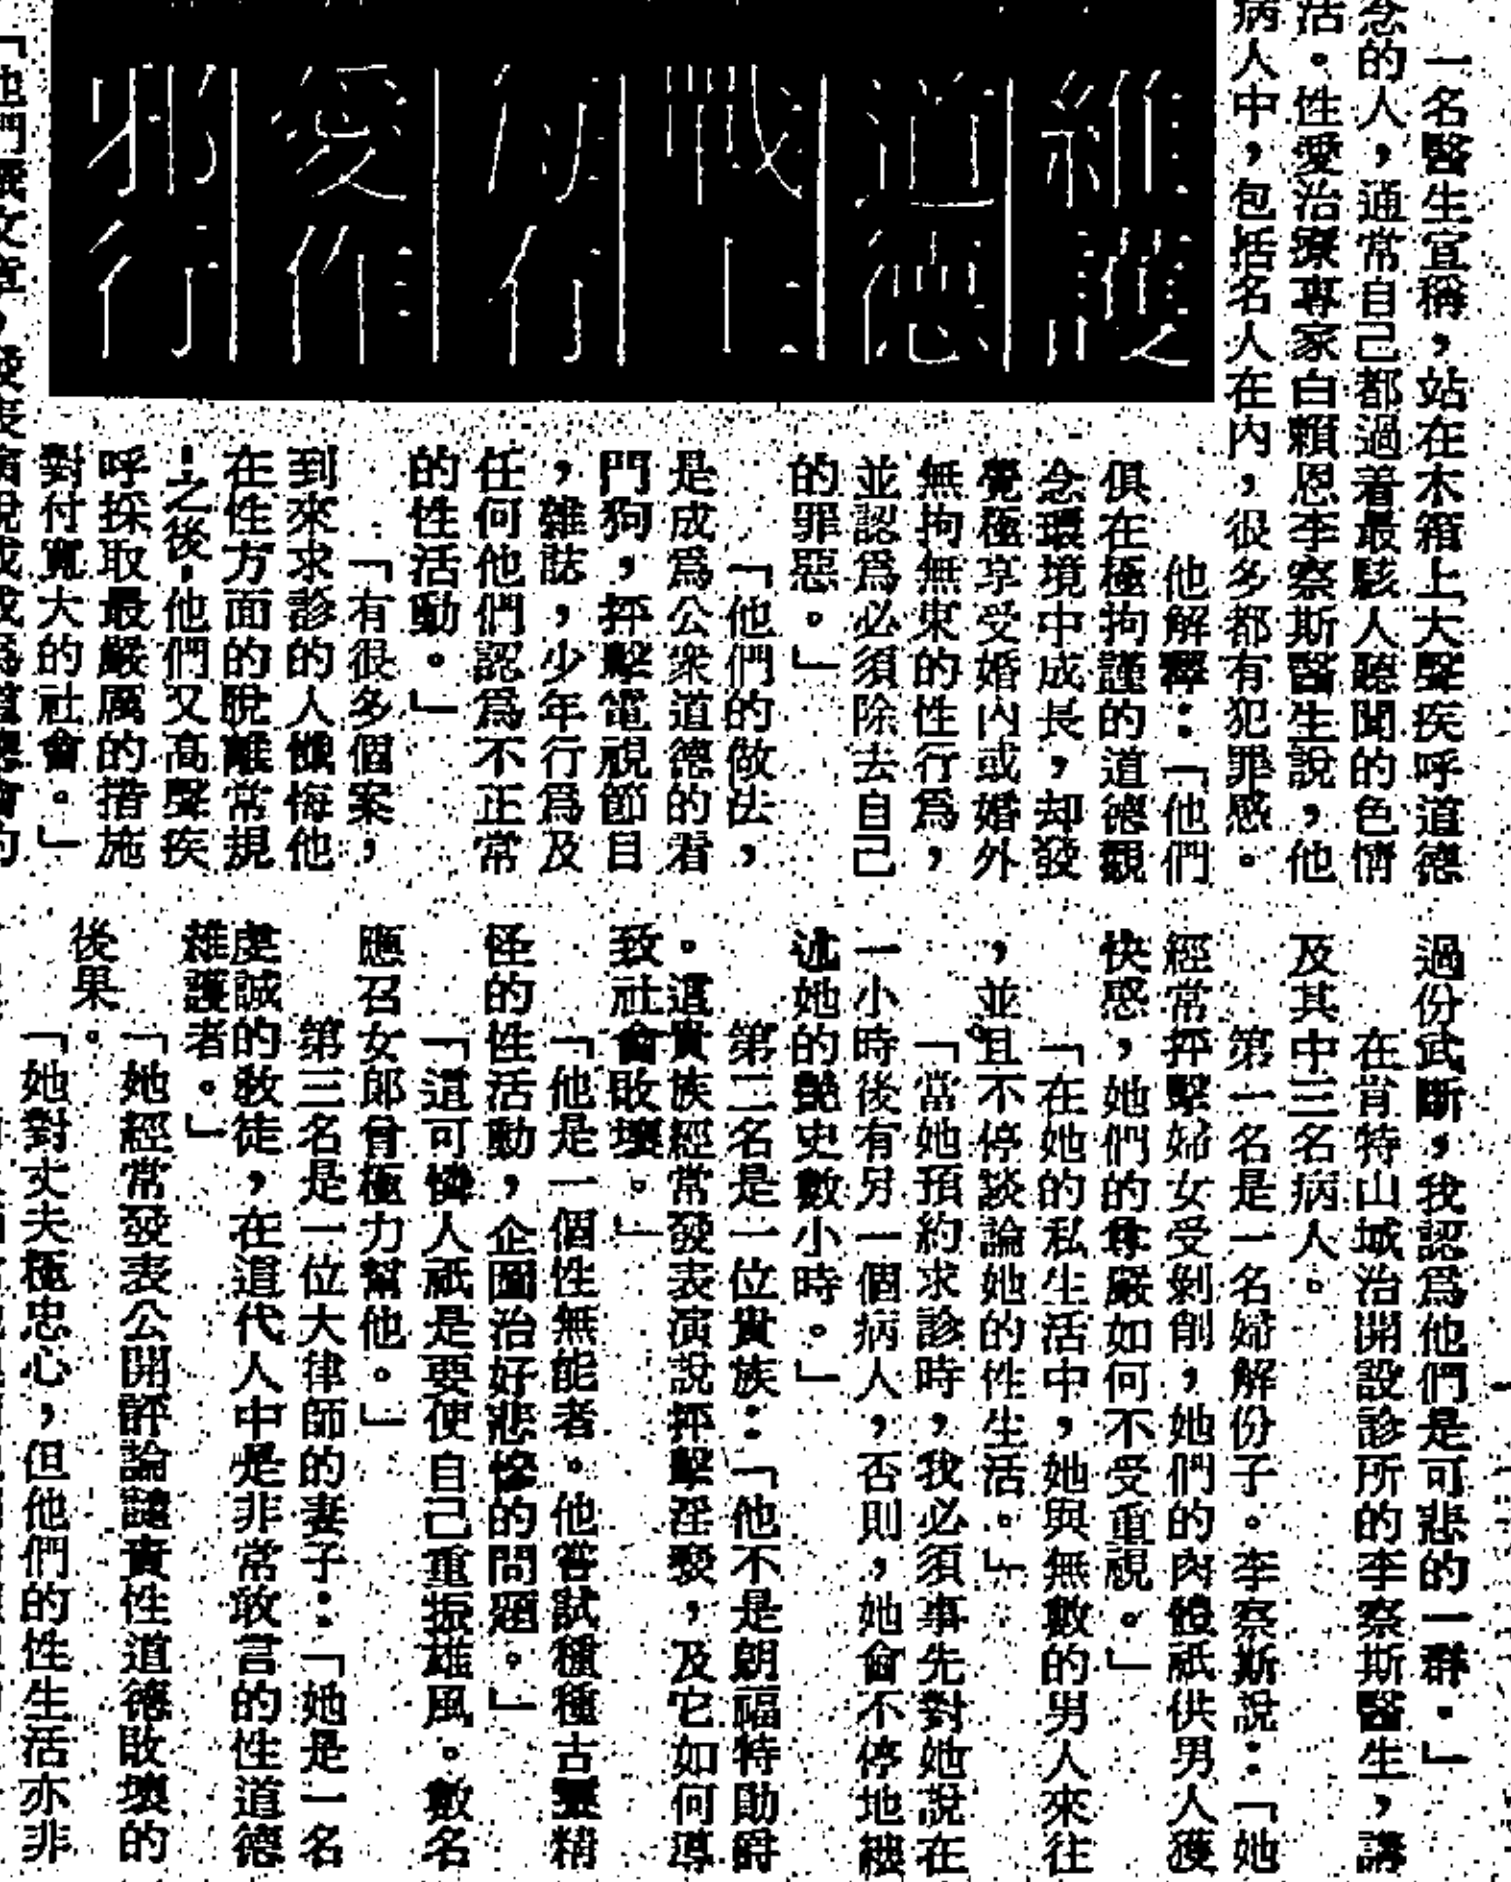 維護
道德
戰士
所有
愛作
邪行
一名醫生宣稱，站在木箱上大聲疾呼道德
念的人，通常自己都過着最駭人聽聞的色情
活。性愛治療專家白賴恩李察斯醫生說，他
病人中，包括名人在內，很多都有犯罪感。
他解釋：「他們
俱在極拘謹的道德觀
念環境中成長，却發
覺極享受婚內或婚外
無拘無束的性行爲，
並認爲必須除去自己
的罪惡。」
「他們的做法，
是成爲公衆道德的看
門狗，抨擊電視節目
，雜誌，少年行爲及
任何他們認爲不正常
的性活動。」
「有很多個案，
到來求診的人懺悔他
在性方面的脫離常規
之後，他們又高聲疾
呼採取最嚴厲的措施
對付寬大的社會。」
過份武斷，我認爲他們是可悲的一群。」
在肯特山城治開設診所的李察斯醫生，講
及其中三名病人。
第一名是一名婦解份子。李察斯說：「她
經常抨擊婦女受剝削，她們的肉體祇供男人獲
快感，她們的尊嚴如何不受重視。」
「在她的私生活中，她與無數的男人來往
，並且不停談論她的性生活。」
「當她預約求診時，我必須事先對她說在
一小時後有另一個病人，否則，她會不停地縷
述她的艷史數小時。」
第二名是一位貴族：「他不是朗福特勛爵
。這貴族經常發表演說抨擊淫褻，及它如何導
致社會敗壞。」
「他是一個性無能者。他嘗試種種古靈精
怪的性活動，企圖治好悲慘的問題。」
「這可憐人祇是要使自己重振雄風。數名
應召女郎曾極力幫他。」
第三名是一位大律師的妻子：「她是一名
虔誠的教徒，在這代人中是非常敢言的性道德
維護者。」
「她經常發表公開評論譴責性道德敗壞的
後果。
「她對丈夫極忠心，但他們的性生活亦非